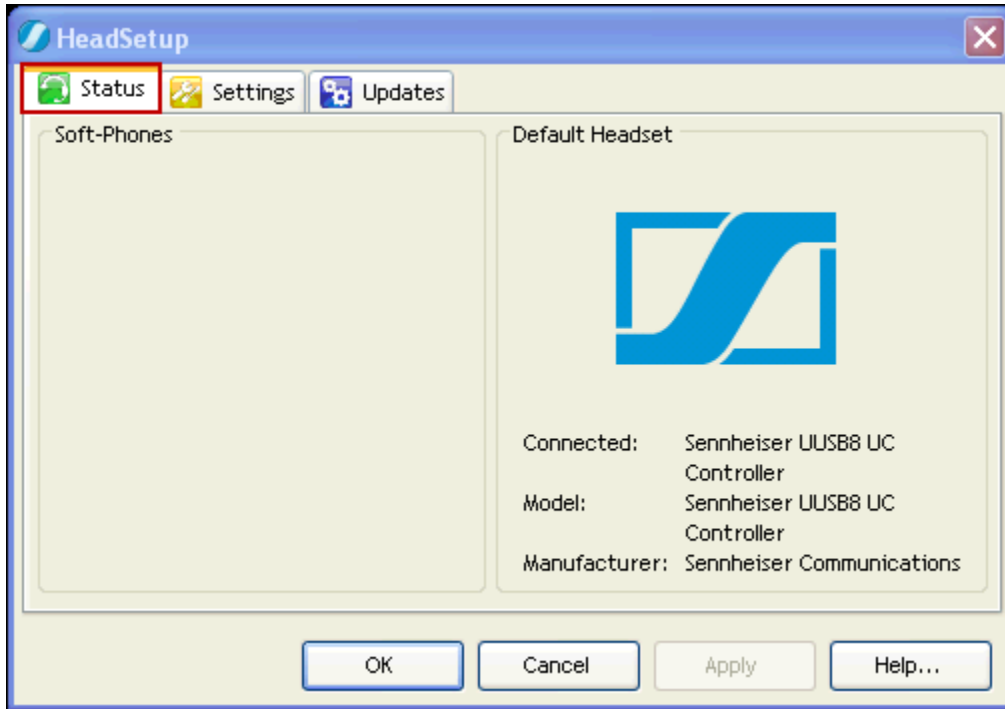 HeadSetup
Status
Settings
Updates
Soft-Phones
Default Headset
Connected: Sennheiser UUSB8 UC
Controller
Model: Sennheiser UUSB8 UC
Controller
Manufacturer: Sennheiser Communications
OK
Cancel
Apply
Help...